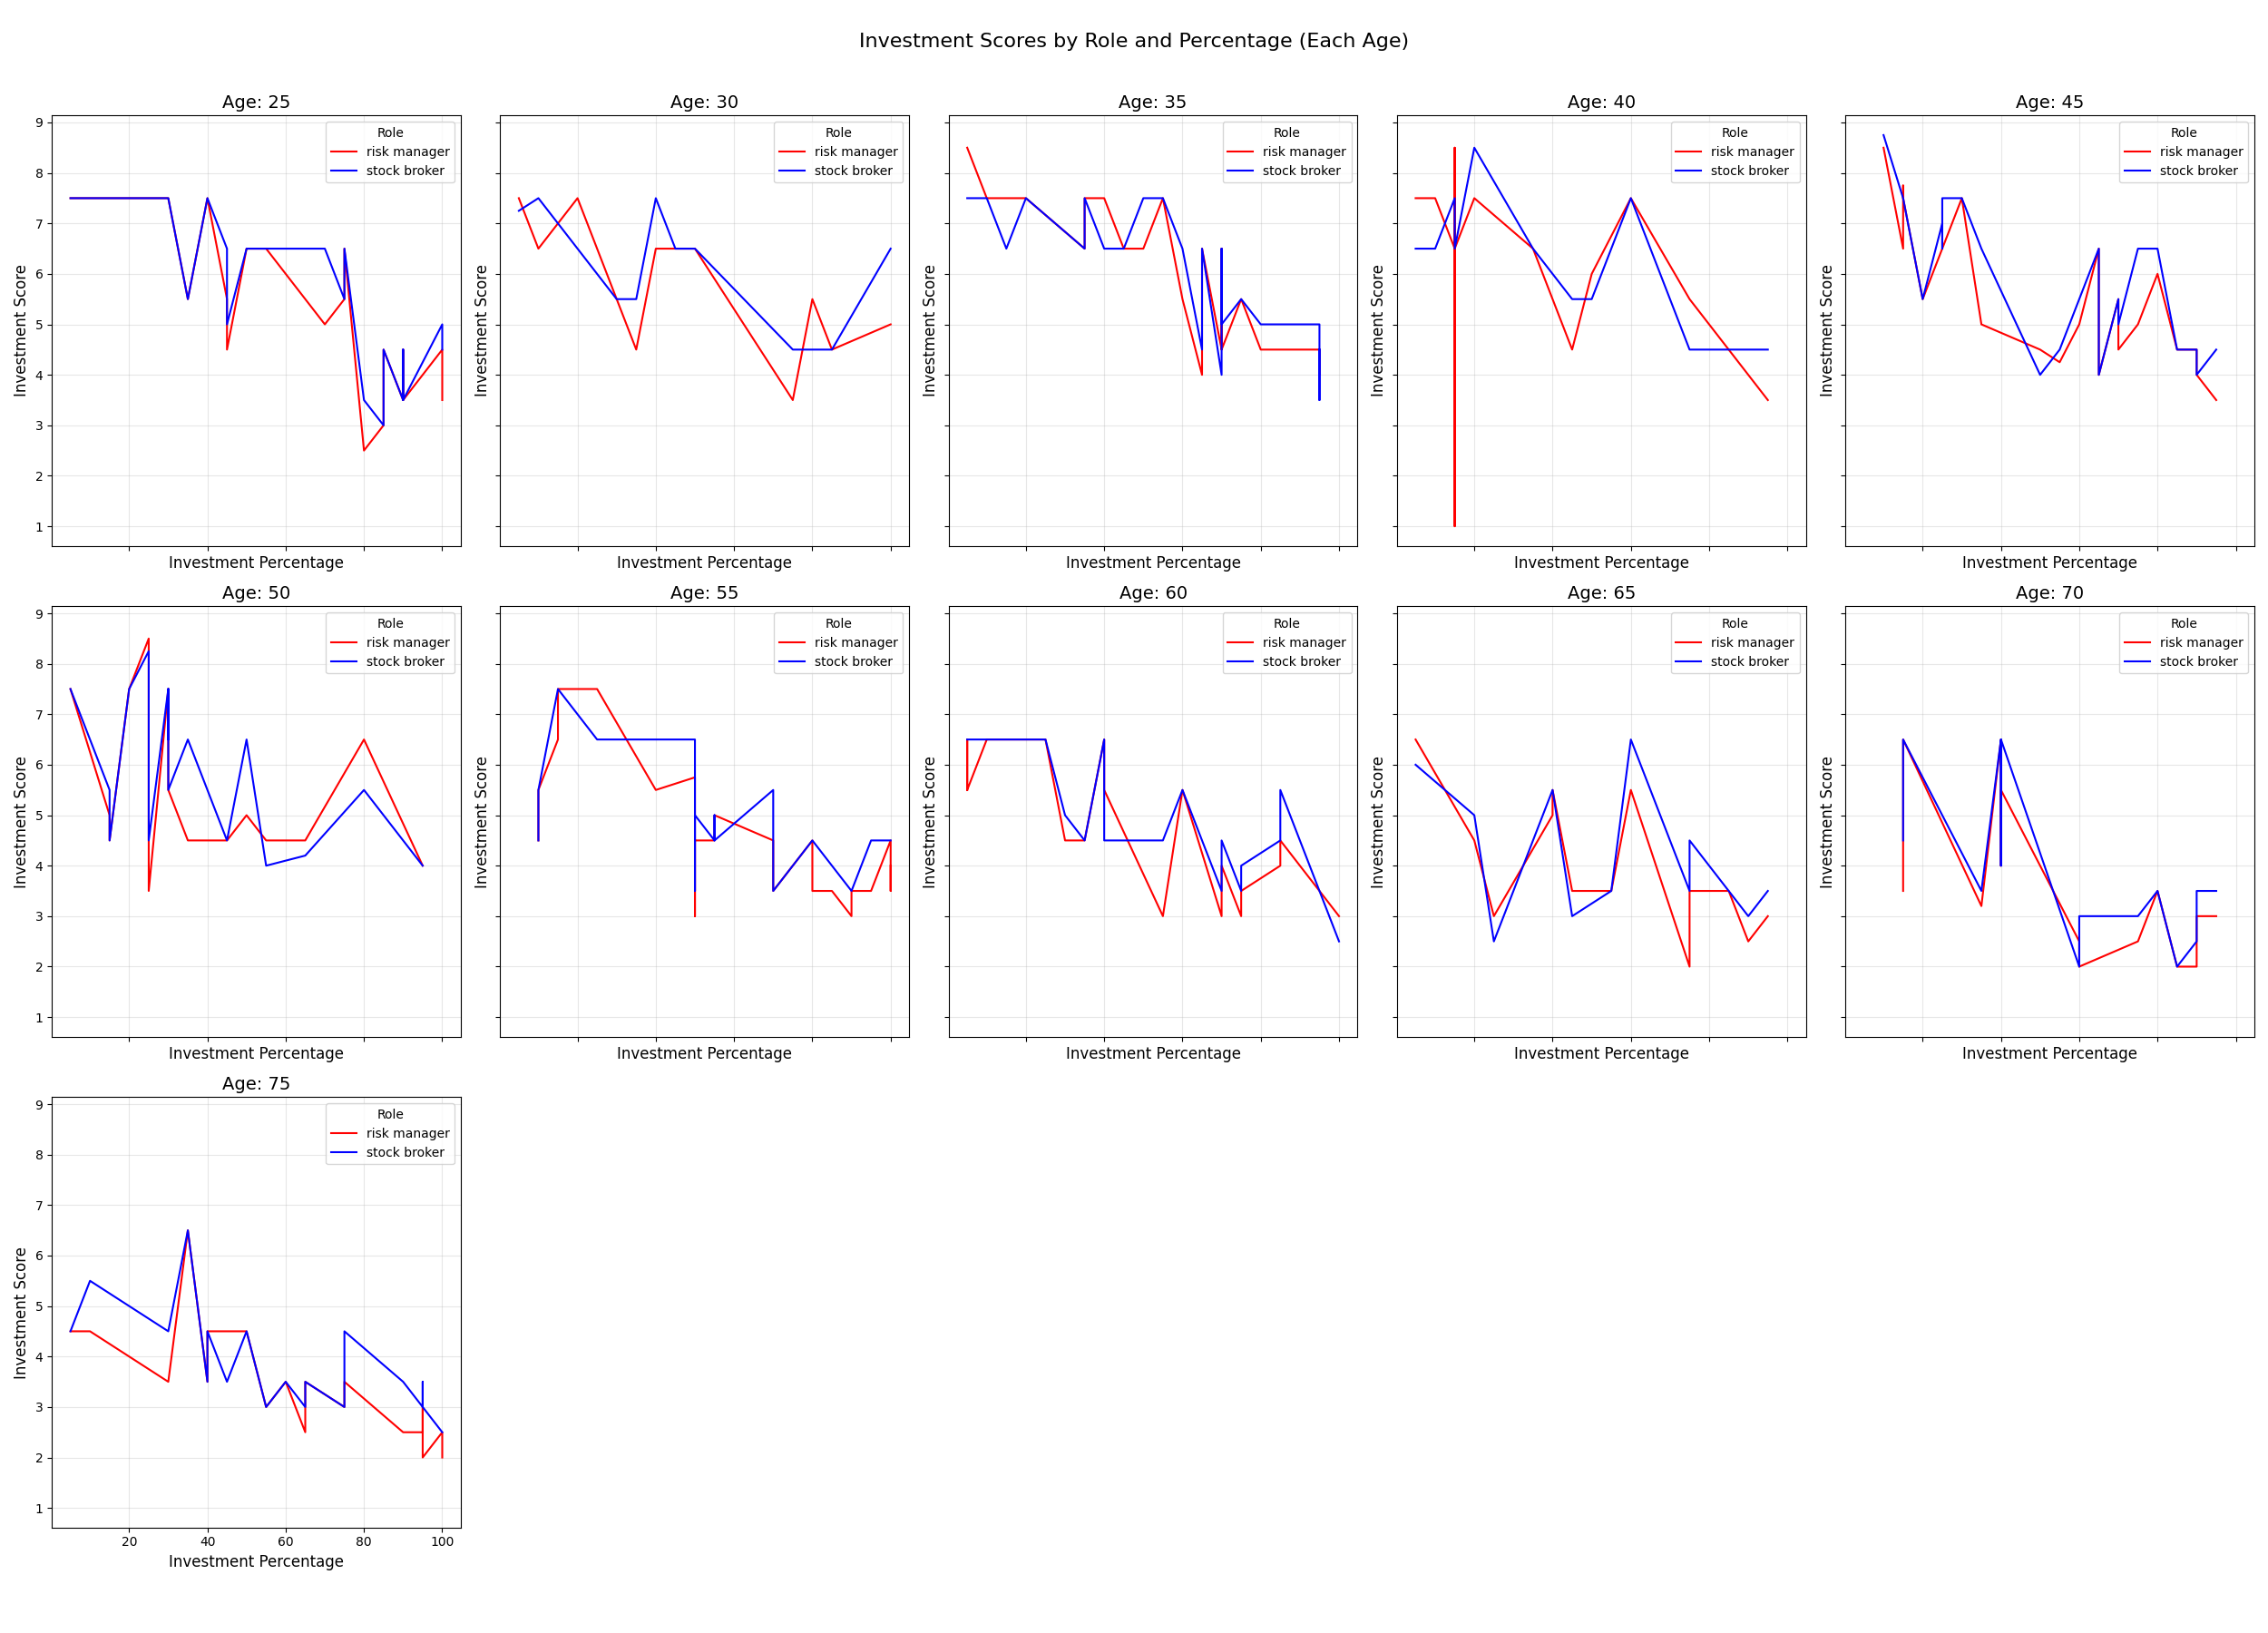 Investment Scores by Role and Percentage (Each Age)
Age: 25
Age: 30
Age: 35
Age: 40
Age: 45
9
8
7
6
5
4
3
2
1
Investment Score
Role
risk manager
stock broker
Investment Percentage
Investment Score
Role
risk manager
stock broker
Investment Percentage
Investment Score
Role
risk manager
stock broker
Investment Percentage
Investment Score
Role
risk manager
stock broker
Investment Percentage
Investment Score
Role
risk manager
stock broker
Investment Percentage
Age: 50
Age: 55
Age: 60
Age: 65
Age: 70
9
8
7
6
5
4
3
2
1
Investment Score
Role
risk manager
stock broker
Investment Percentage
Investment Score
Role
risk manager
stock broker
Investment Percentage
Investment Score
Role
risk manager
stock broker
Investment Percentage
Investment Score
Role
risk manager
stock broker
Investment Percentage
Investment Score
Role
risk manager
stock broker
Investment Percentage
Age: 75
9
8
7
6
5
4
3
2
1
Investment Score
Role
risk manager
stock broker
20 40 60 80 100
Investment Percentage